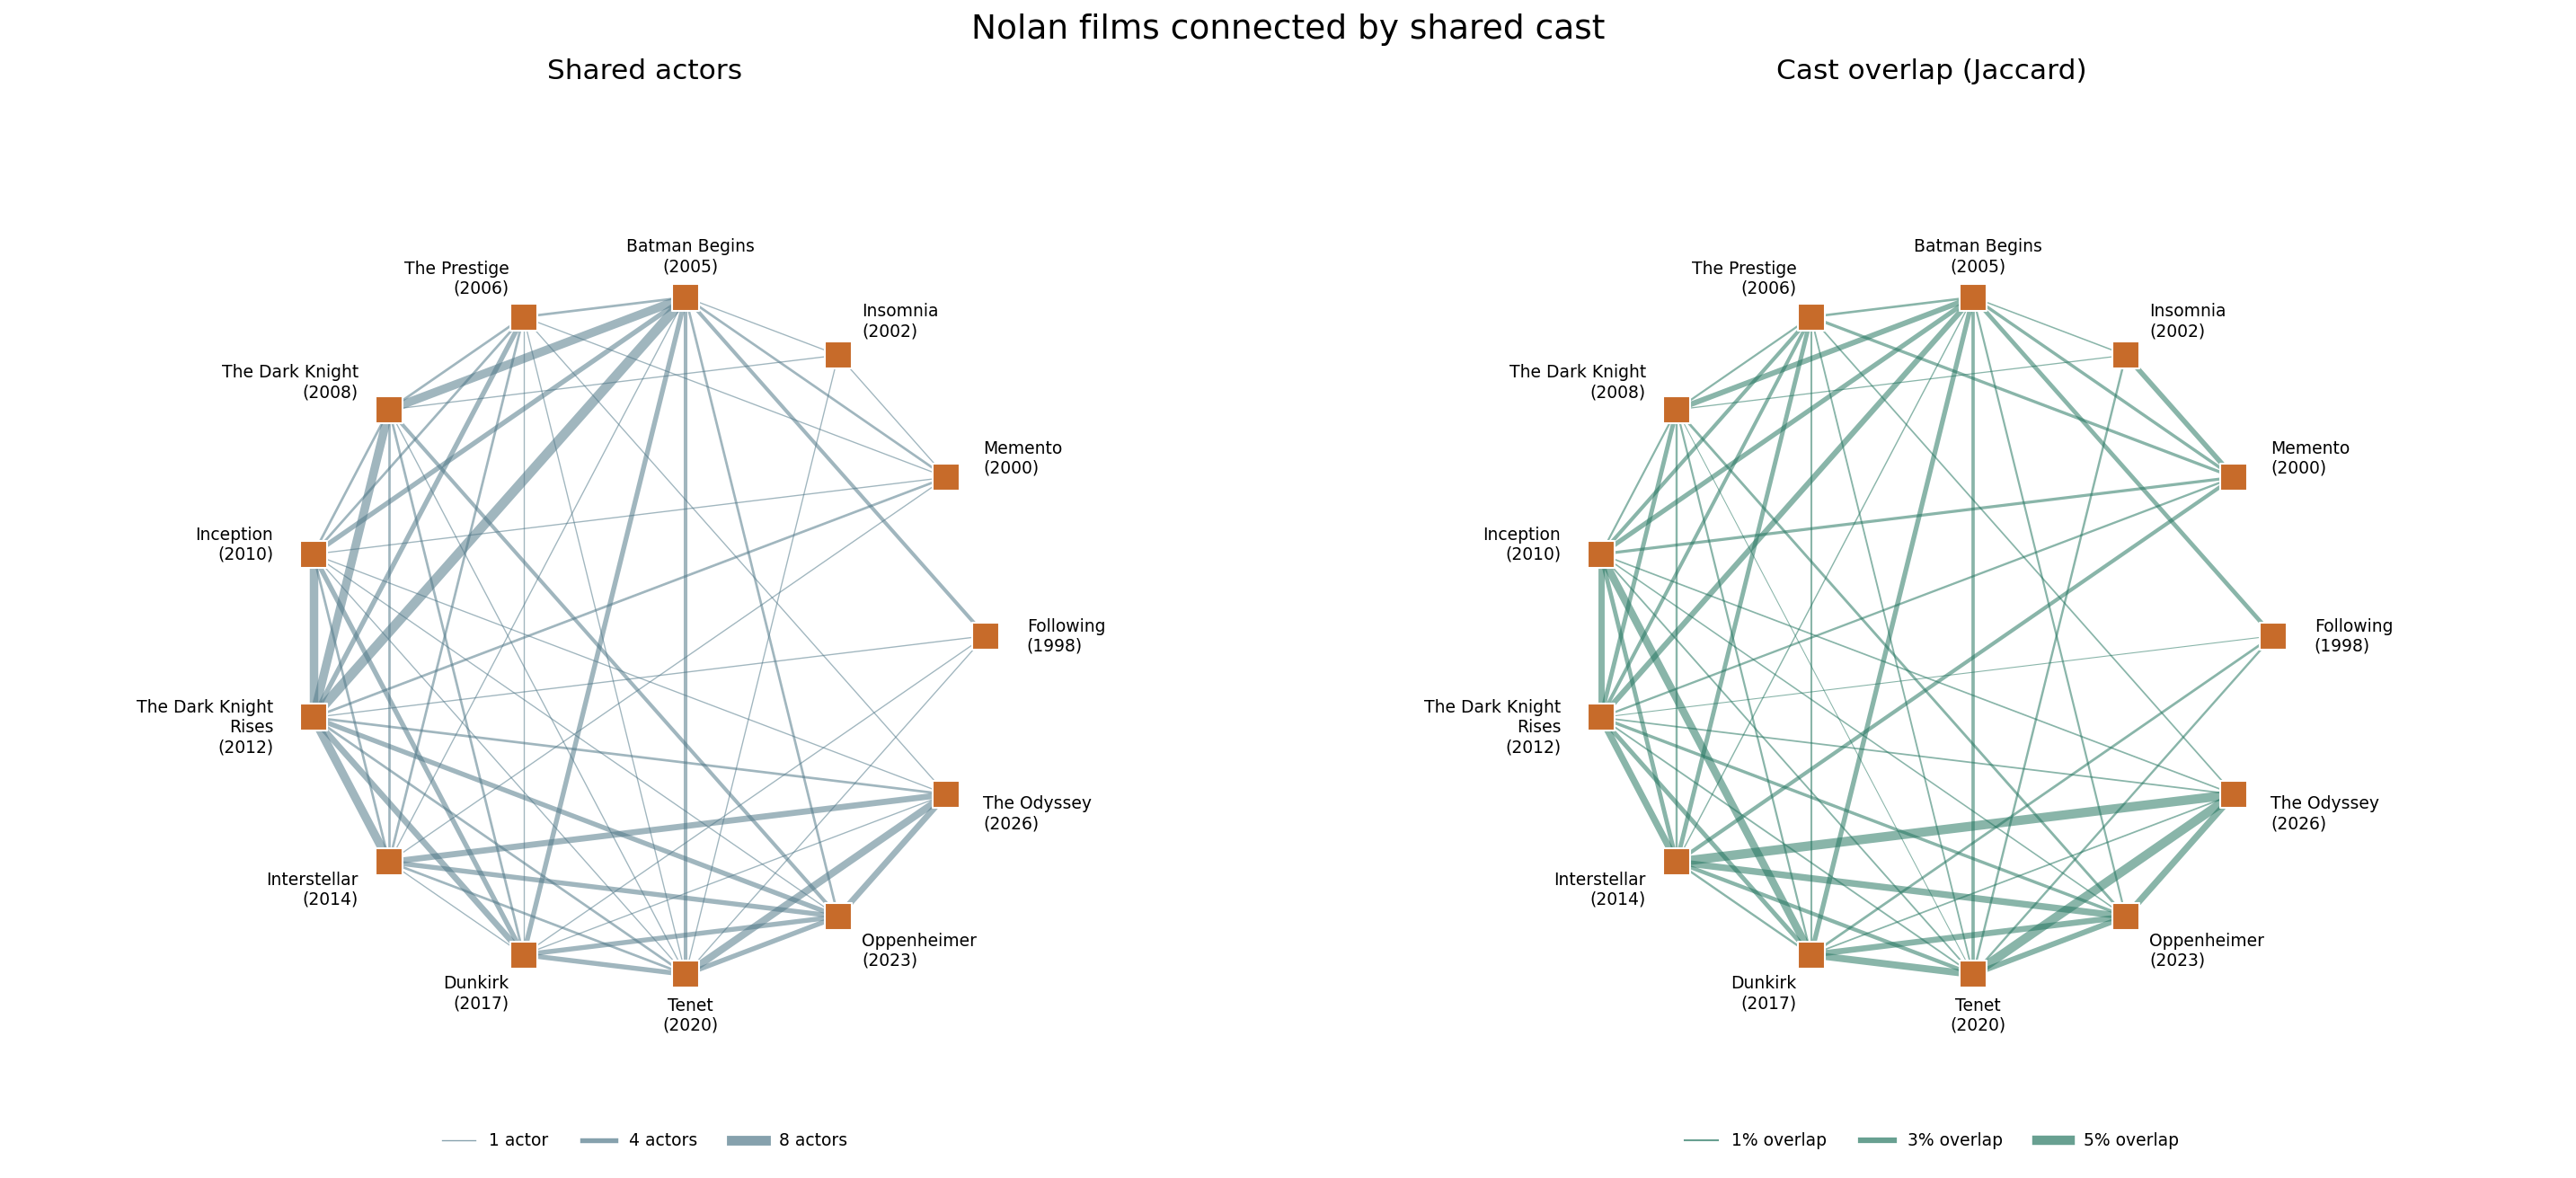 Nolan films connected by shared cast
Shared actors
Batman Begins
(2005)
The Prestige
(2006)
Insomnia
(2002)
The Dark Knight
(2008)
Memento
(2000)
Inception
(2010)
Following
(1998)
The Dark Knight
Rises
(2012)
The Odyssey
(2026)
Interstellar
(2014)
Oppenheimer
(2023)
Dunkirk
(2017)
Tenet
(2020)
1 actor
4 actors
8 actors
Cast overlap (Jaccard)
Batman Begins
(2005)
The Prestige
(2006)
Insomnia
(2002)
The Dark Knight
(2008)
Memento
(2000)
Inception
(2010)
Following
(1998)
The Dark Knight
Rises
(2012)
The Odyssey
(2026)
Interstellar
(2014)
Oppenheimer
(2023)
Dunkirk
(2017)
Tenet
(2020)
1% overlap
3% overlap
5% overlap